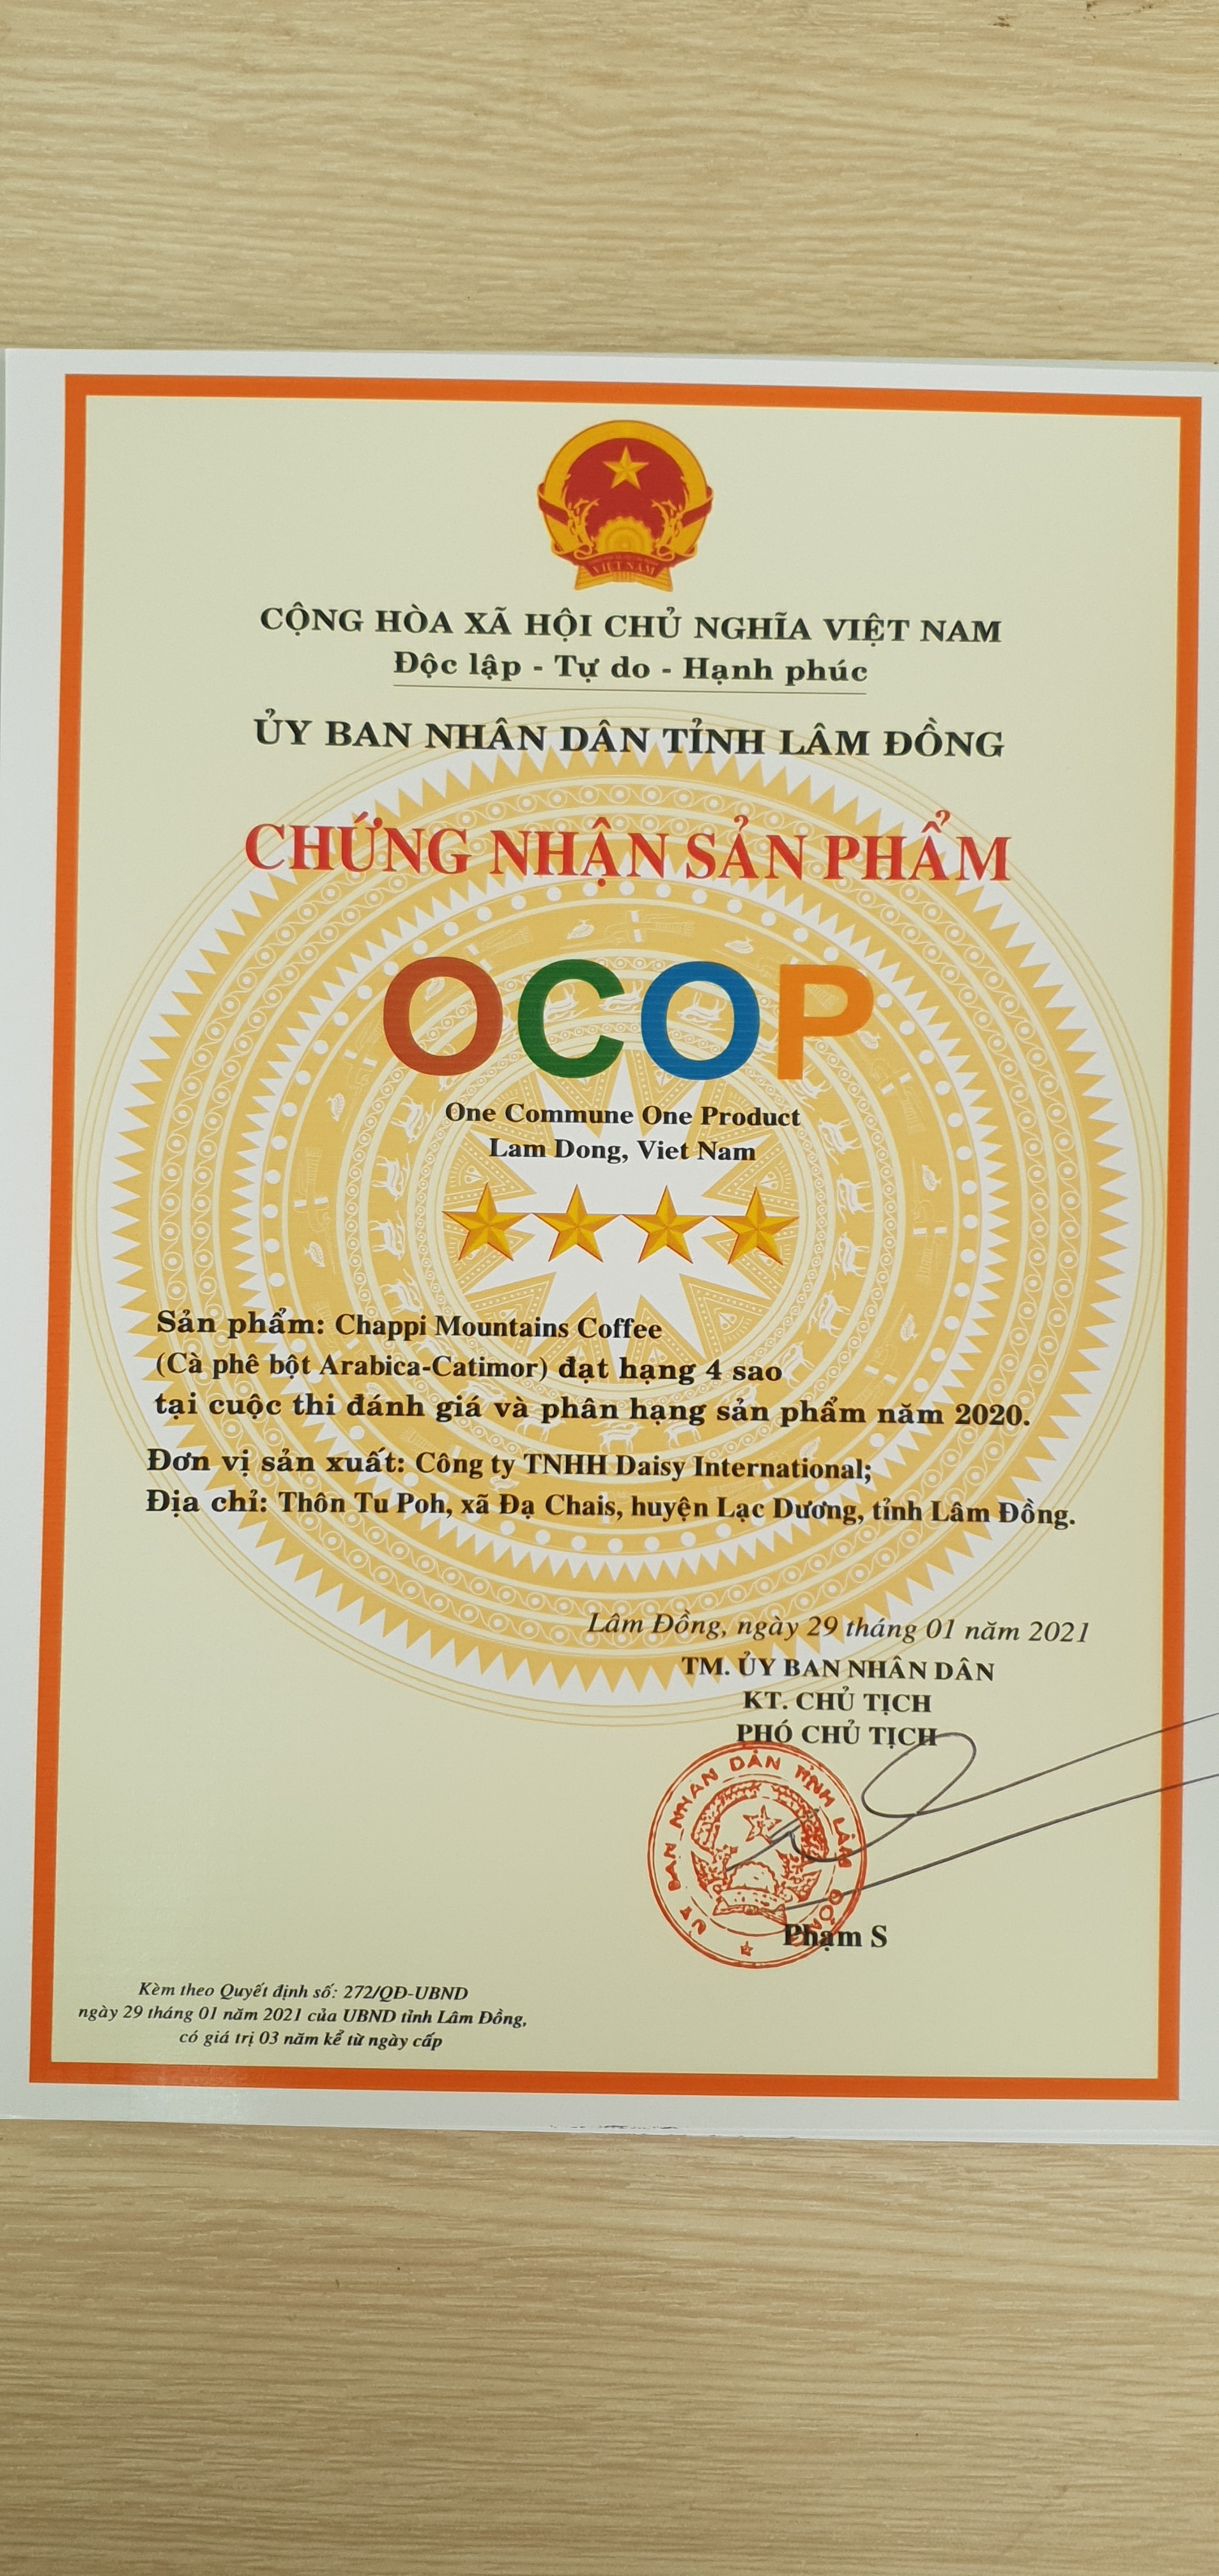 VIỆT NAM
CỘNG HÒA XÃ HỘI CHỦ NGHĨA VIỆT NAM
Độc lập - Tự do - Hạnh phúc
ỦY BAN NHÂN DÂN TỈNH LÂM ĐỒNG
CHỨNG NHẬN SẢN PHẨM
OCOP
One Commune One Product
Lam Dong, Viet Nam
Sản phẩm: Chappi Mountains Coffee
(Cà phê bột Arabica-Catimor) đạt hạng 4 sao
tại cuộc thi đánh giá và phân hạng sản phẩm năm 2020.
Đơn vị sản xuất: Công ty TNHH Daisy International;
Địa chỉ: Thôn Tu Poh, xã Đạ Chais, huyện Lạc Dương, tỉnh Lâm Đồng.
Lâm Đồng, ngày 29 tháng 01 năm 2021
TM. ỦY BAN NHÂN DÂN
KT. CHỦ TỊCH
PHÓ CHỦ TỊCH
ỦY BAN NHÂN DÂN TỈNH LÂM ĐỒNG
Phạm S
Kèm theo Quyết định số: 272/QĐ-UBND
ngày 29 tháng 01 năm 2021 của UBND tỉnh Lâm Đồng,
có giá trị 03 năm kể từ ngày cấp